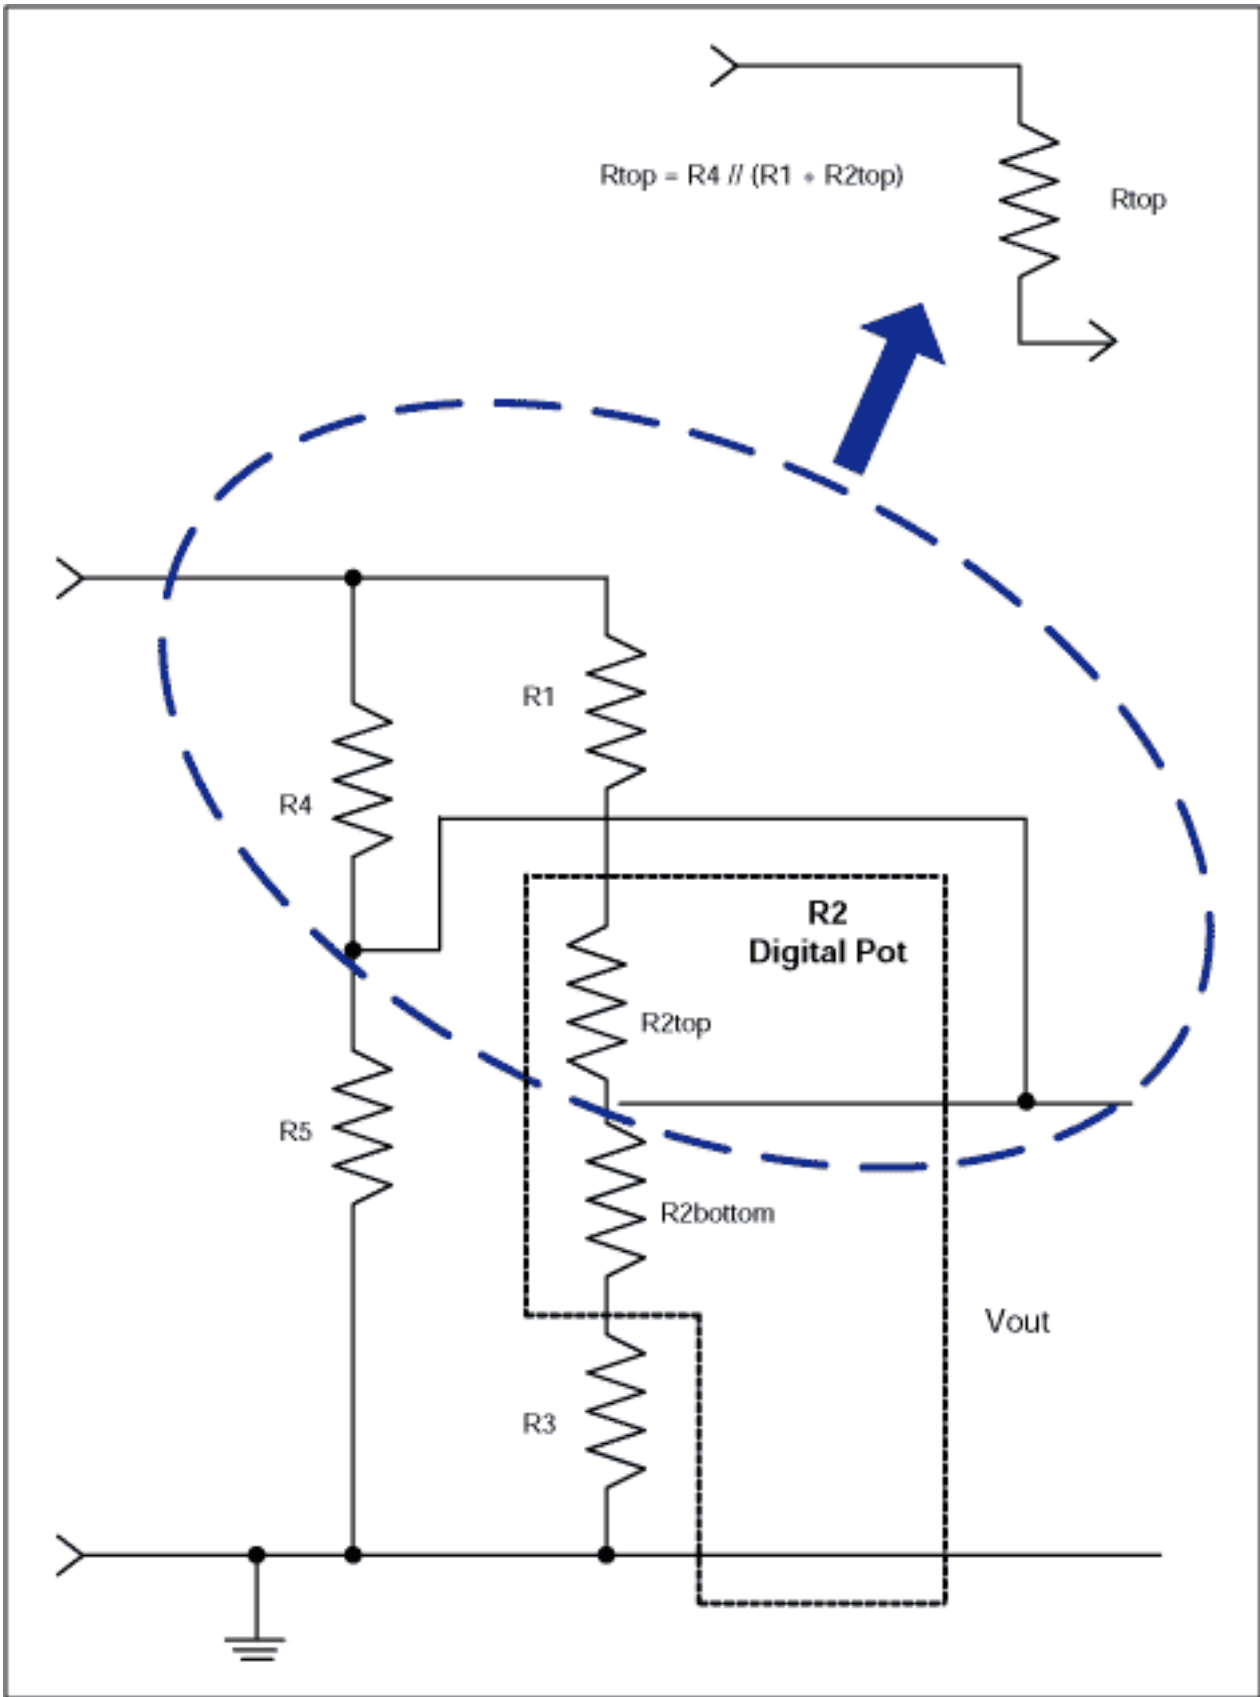 Rtop = R4 // (R1 + R2top)
Rtop
R1
R4
R2
Digital Pot
R2top
R5
R2bottom
Vout
R3